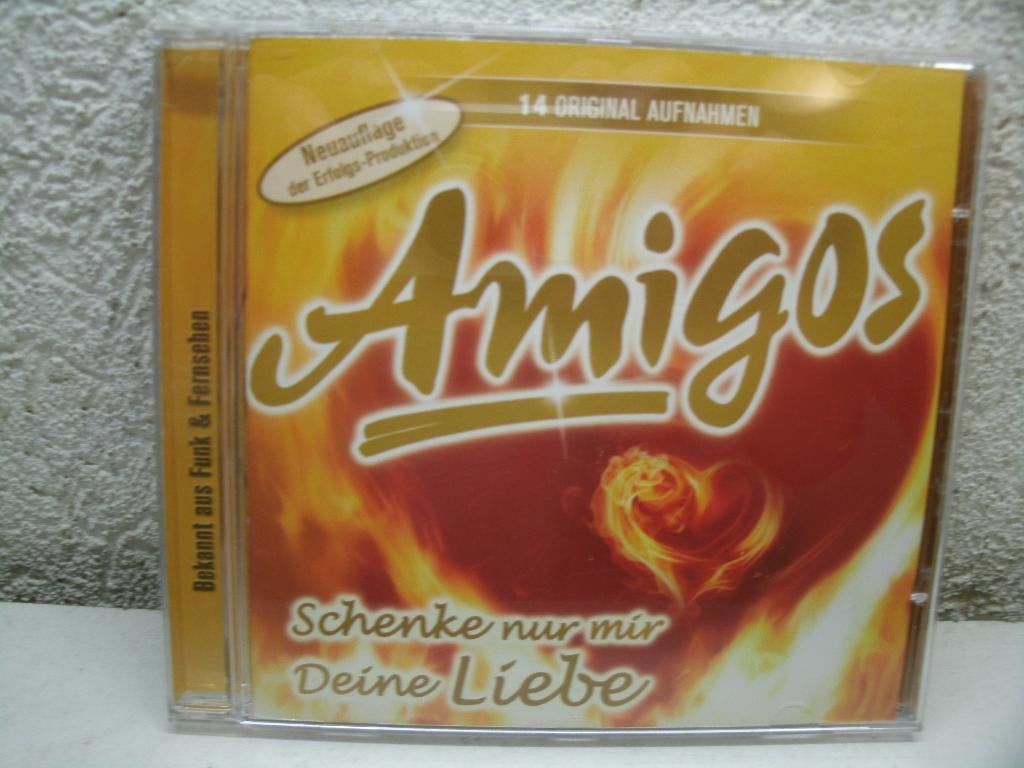 14 ORIGINAL AUFNAHMEN
Neuauflage
der Erfolgs-Produktion
Amigos
Schenke nur mir
Deine Liebe
Bekannt aus Funk & Fernsehen